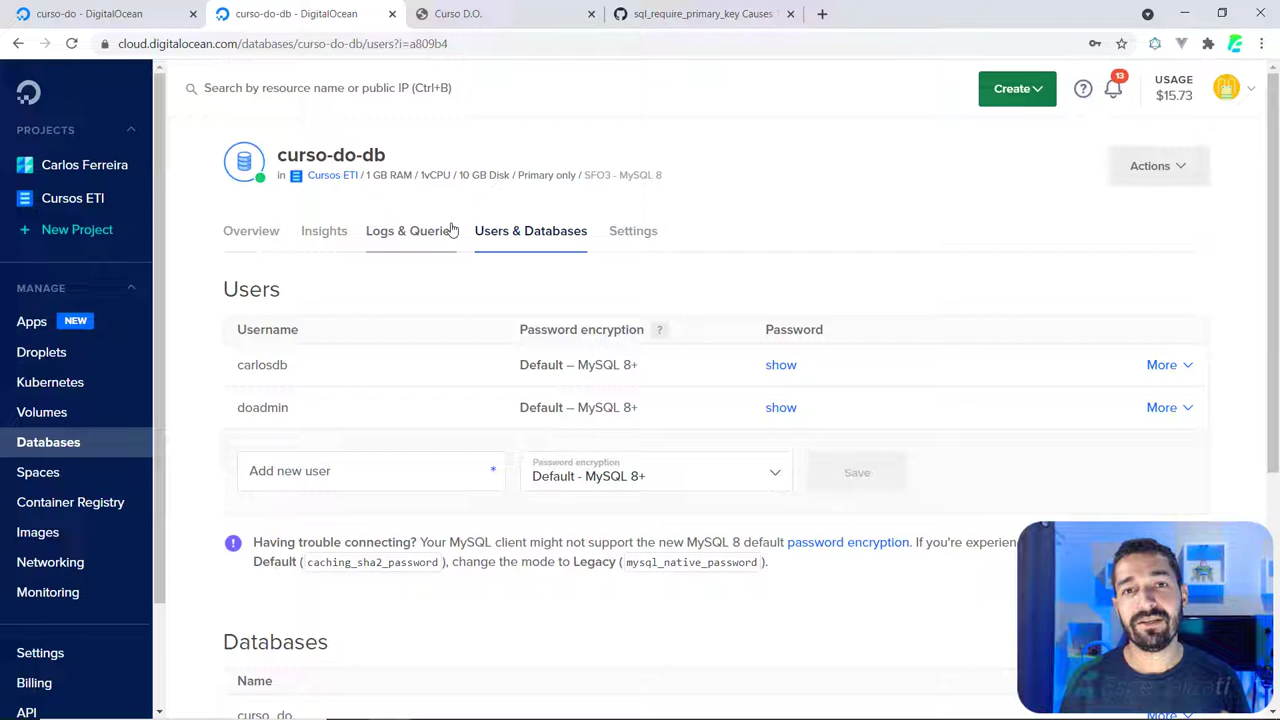 curso-do - DigitalOcean
curso-do-db - DigitalOcean
Curso D.O.
sql_require_primary_key Causes
cloud.digitalocean.com/databases/curso-do-db/users?i=a809b4
Search by resource name or public IP (Ctrl+B)
Create
?
13
USAGE
$15.73
PROJECTS
Carlos Ferreira
Cursos ETI
+ New Project
MANAGE
Apps NEW
Droplets
Kubernetes
Volumes
Databases
Spaces
Container Registry
Images
Networking
Monitoring
Settings
Billing
API
curso-do-db
in Cursos ETI / 1 GB RAM / 1vCPU / 10 GB Disk / Primary only / SFO3 - MySQL 8
Actions
Overview Insights Logs & Querie Users & Databases Settings
Users
Username Password encryption ? Password
carlosdb Default – MySQL 8+ show More
doadmin Default – MySQL 8+ show More
Add new user *
Password encryption
Default - MySQL 8+
Save
Having trouble connecting? Your MySQL client might not support the new MySQL 8 default password encryption. If you're experien
Default ( caching_sha2_password ), change the mode to Legacy ( mysql_native_password ).
Databases
Name
curso_do More